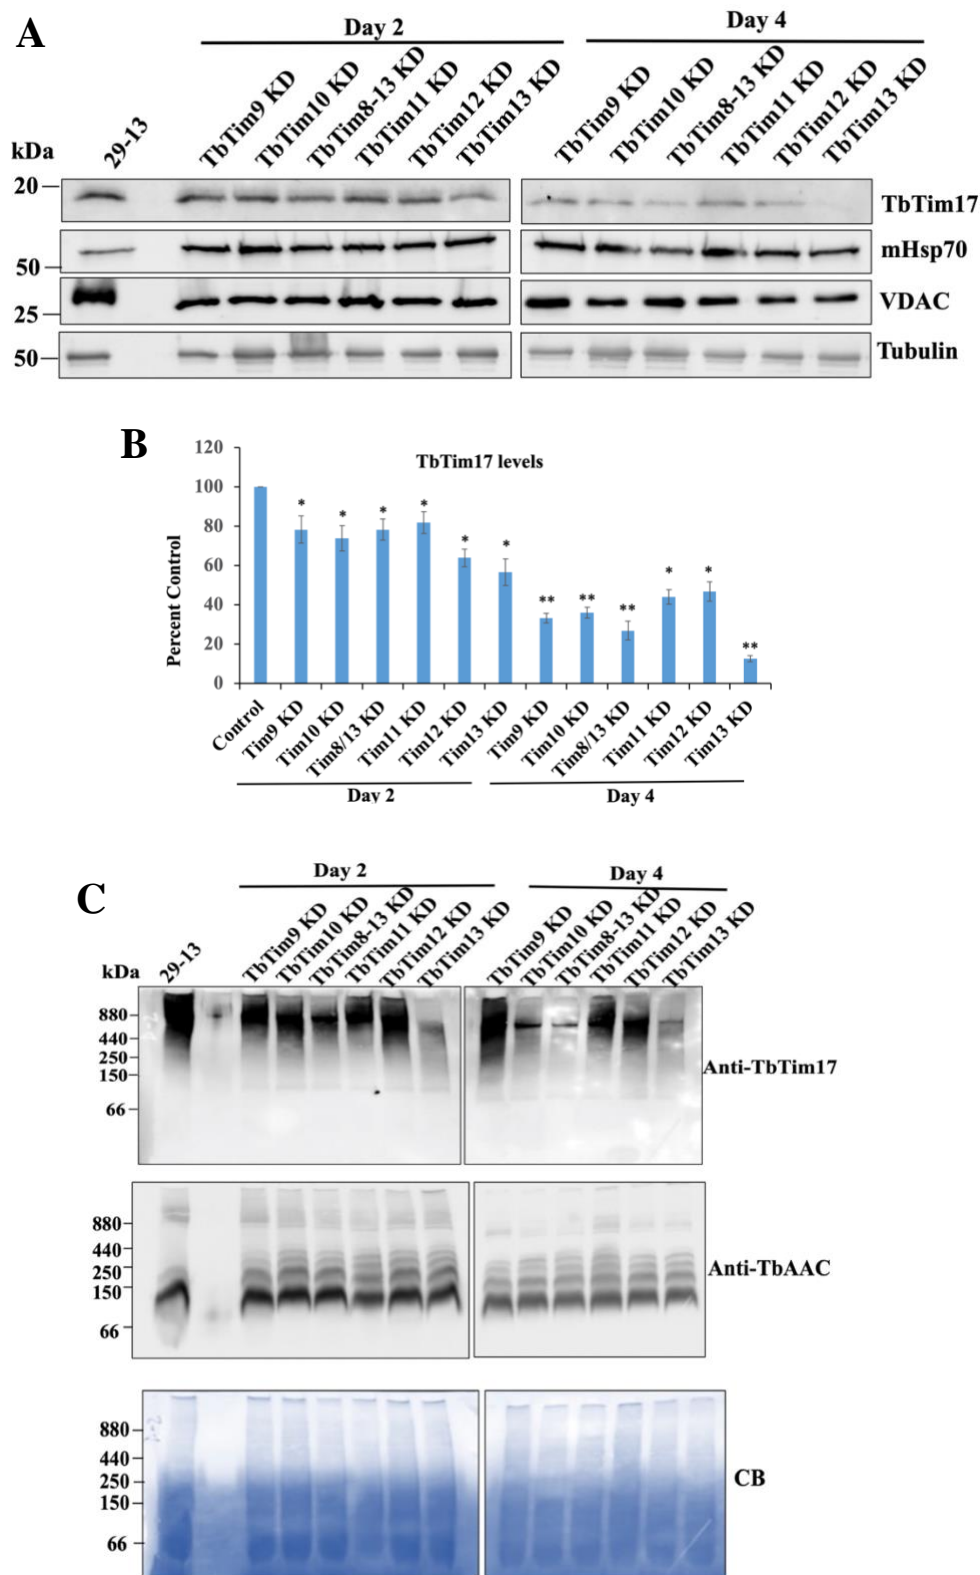 A
Day 2
Day 4
29-13
TbTim9 KD
TbTim10 KD
TbTim8-13 KD
TbTim11 KD
TbTim12 KD
TbTim13 KD
TbTim9 KD
TbTim10 KD
TbTim8-13 KD
TbTim11 KD
TbTim12 KD
TbTim13 KD
kDa
20
TbTim17
mHsp70
50
VDAC
25
Tubulin
50
B
TbTim17 levels
Percent Control
120
100
80
60
40
20
0
* * * * * * ** ** ** * * **
Control
Tim9 KD
Tim10 KD
Tim8/13 KD
Tim11 KD
Tim12 KD
Tim13 KD
Tim9 KD
Tim10 KD
Tim8/13 KD
Tim11 KD
Tim12 KD
Tim13 KD
Day 2
Day 4
C
Day 2
Day 4
29-13
TbTim9 KD
TbTim10 KD
TbTim8-13 KD
TbTim11 KD
TbTim12 KD
TbTim13 KD
TbTim9 KD
TbTim10 KD
TbTim8-13 KD
TbTim11 KD
TbTim12 KD
TbTim13 KD
kDa
880
440
250
150
66
Anti-TbTim17
880
440
250
150
66
Anti-TbAAC
880
440
250
150
66
CB